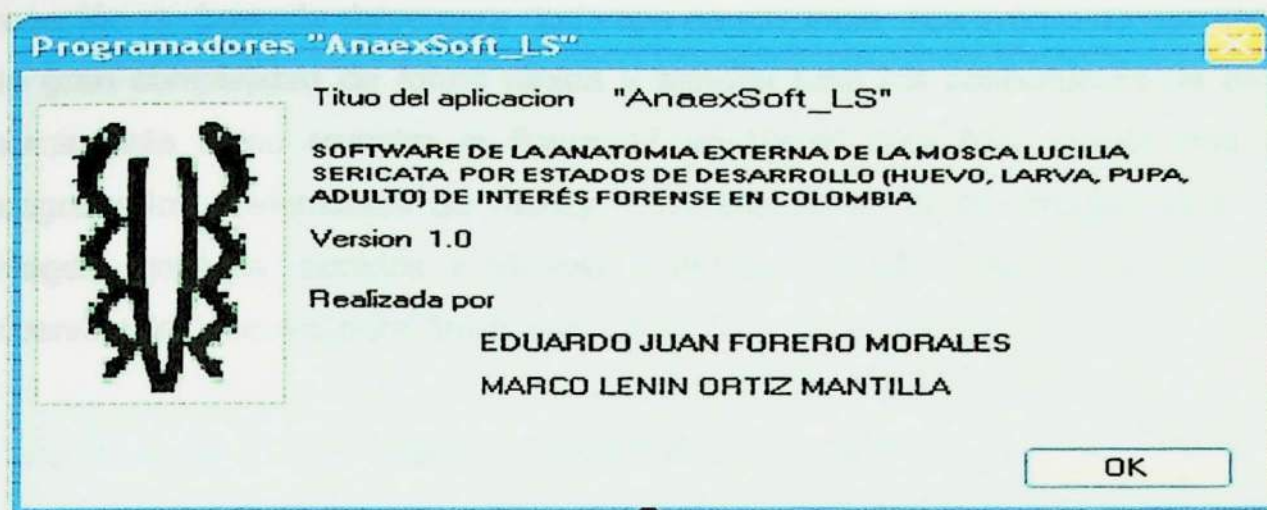 Programadores "AnaexSoft_LS"
Tituo del aplicacion "AnaexSoft_LS"
SOFTWARE DE LA ANATOMIA EXTERNA DE LA MOSCA LUCILIA
SERICATA POR ESTADOS DE DESARROLLO (HUEVO, LARVA, PUPA,
ADULTO) DE INTERÉS FORENSE EN COLOMBIA
Version 1.0
Realizada por
EDUARDO JUAN FORERO MORALES
MARCO LENIN ORTIZ MANTILLA
OK